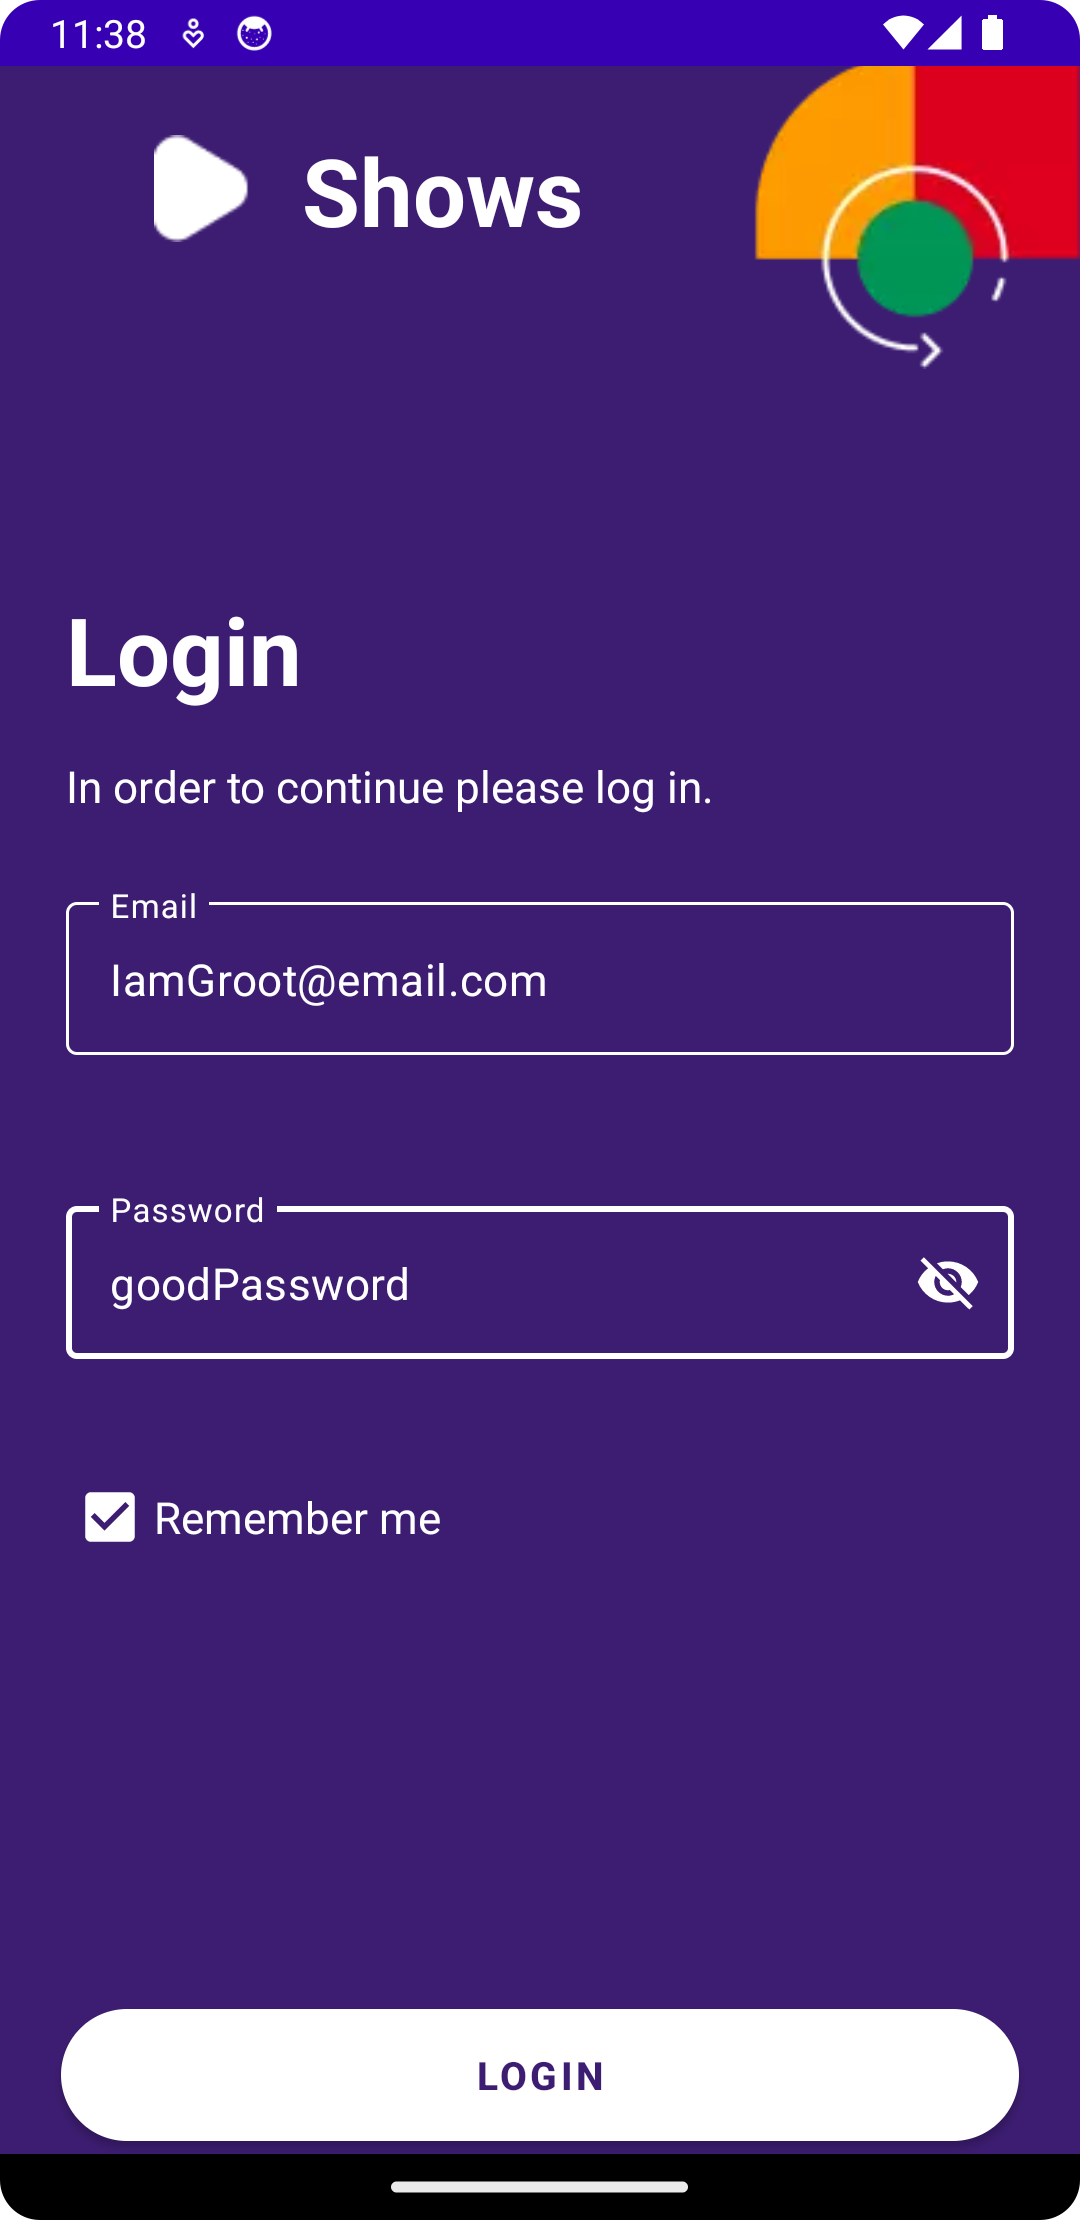 11:38
Shows
Login
In order to continue please log in.
Email
IamGroot@email.com
Password
goodPassword
Remember me
LOGIN